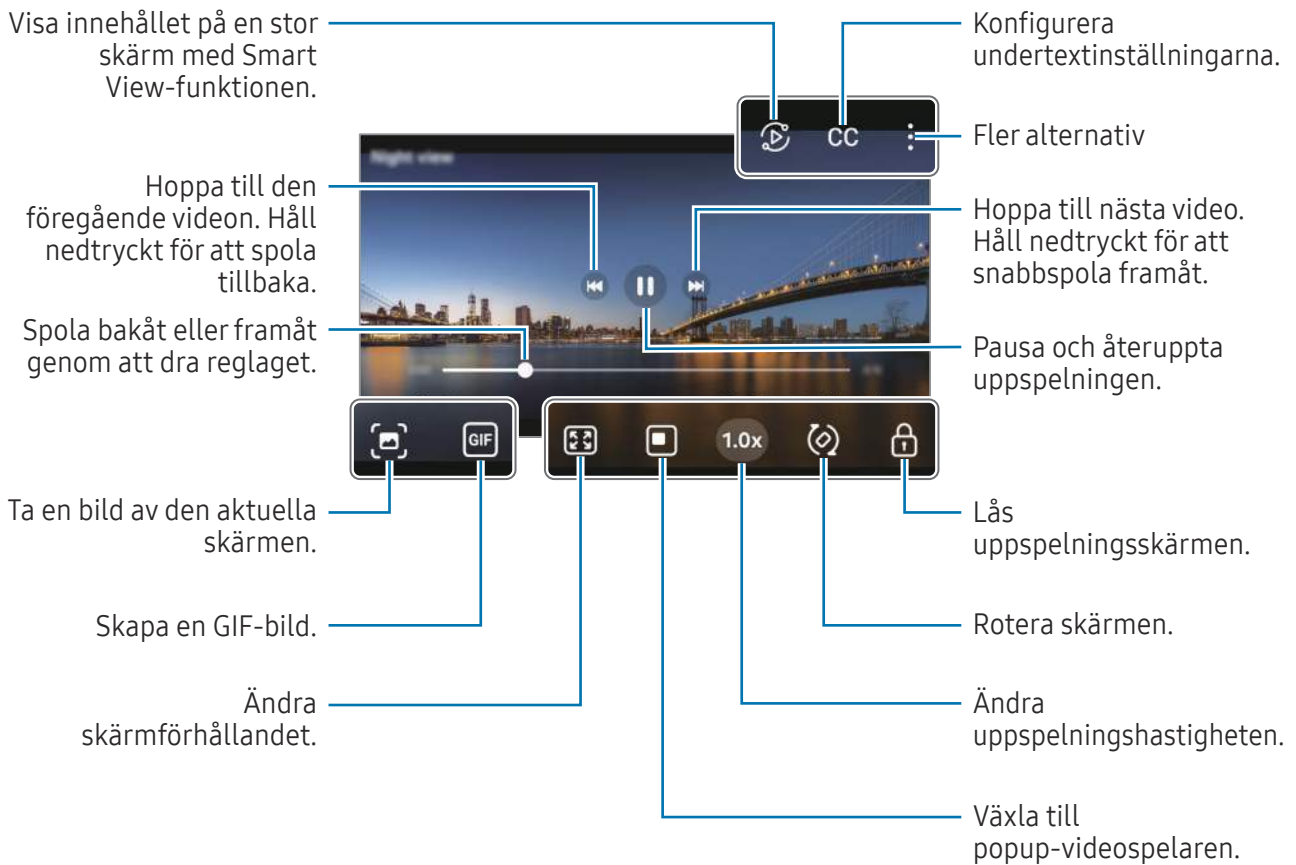 Visa innehållet på en stor
skärm med Smart
View-funktionen.
Konfigurera
undertextinställningarna.
CC
Fler alternativ
Night view
Hoppa till den
föregående videon. Håll
nedtryckt för att spola
tillbaka.
Hoppa till nästa video.
Håll nedtryckt för att
snabbspola framåt.
Spola bakåt eller framåt
genom att dra reglaget.
Pausa och återuppta
uppspelningen.
GIF
1.0x
Ta en bild av den aktuella
skärmen.
Lås
uppspelningsskärmen.
Skapa en GIF-bild.
Rotera skärmen.
Ändra
skärmförhållandet.
Ändra
uppspelningshastigheten.
Växla till
popup-videospelaren.